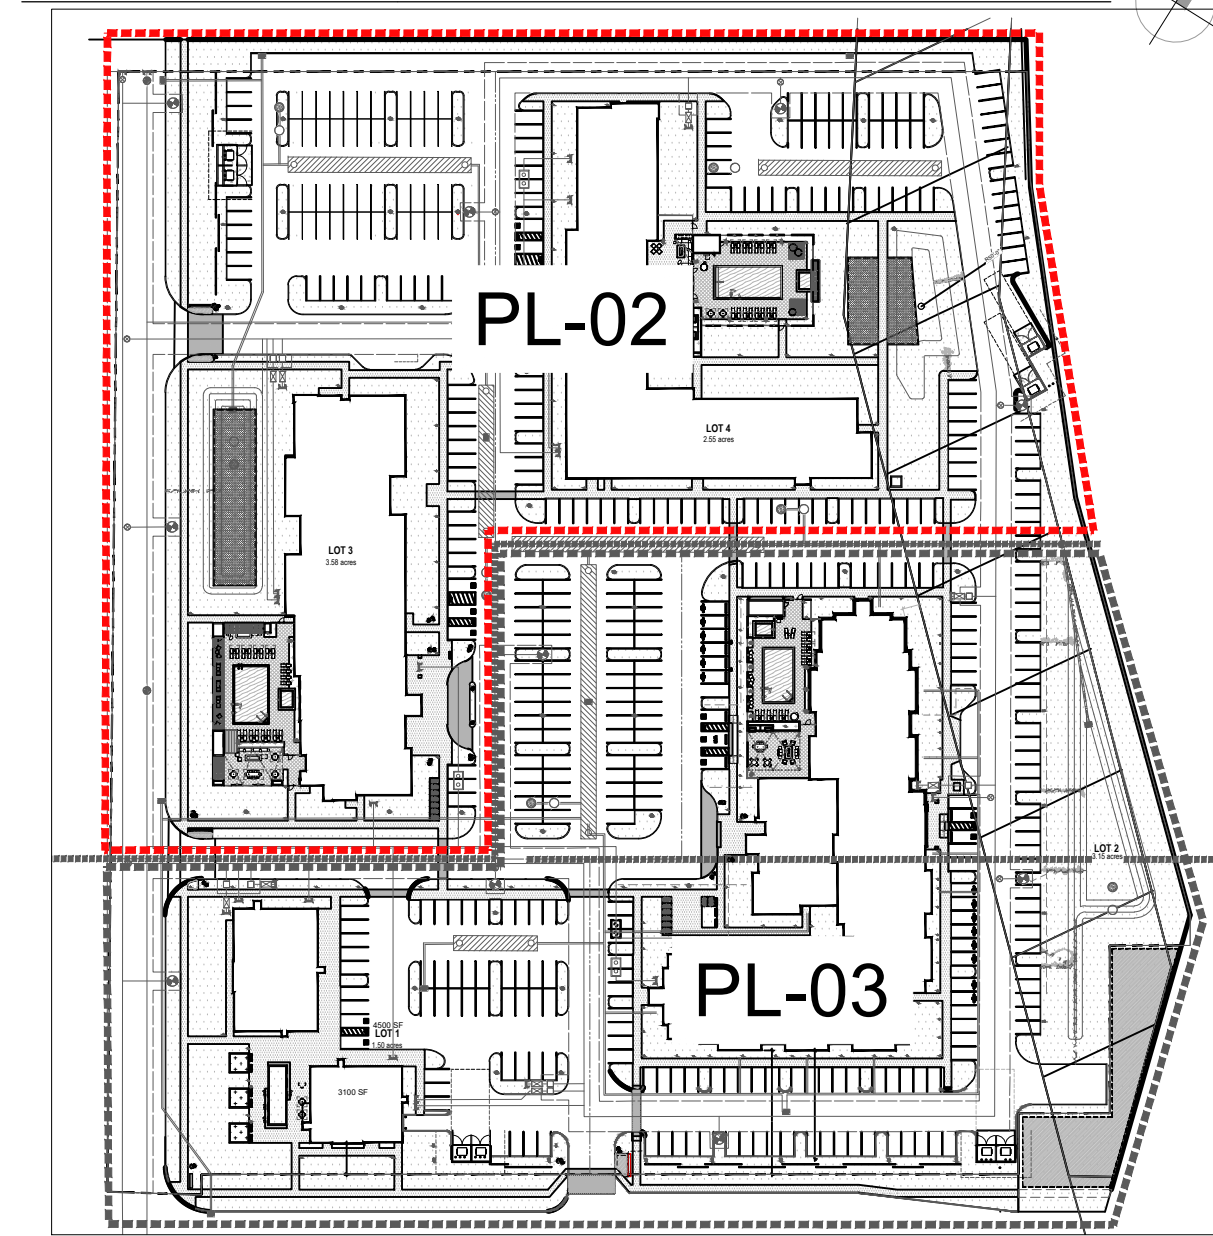 PL-02
LOT 4
2.55 acres
LOT 3
3.58 acres
LOT 2
3.15 acres
PL-03
4500 SF
LOT 1
1.50 acres
3100 SF